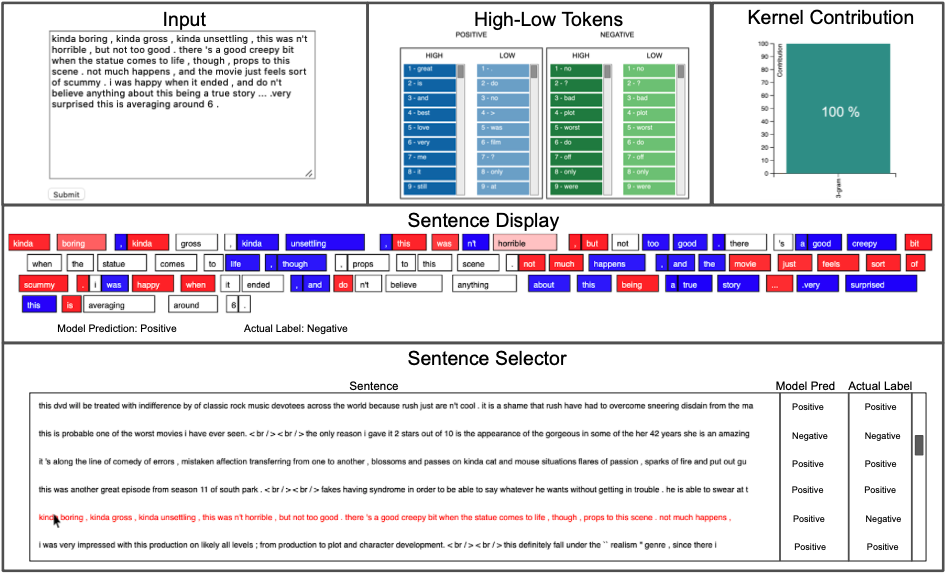 Input
kinda boring , kinda gross , kinda unsettling , this was n't
horrible , but not too good . there 's a good creepy bit
when the statue comes to life , though , props to this
scene . not much happens , and the movie just feels sort
of scummy . i was happy when it ended , and do n't
believe anything about this being a true story ... .very
surprised this is averaging around 6 .
Submit
High-Low Tokens
POSITIVE NEGATIVE
HIGH LOW HIGH LOW
1 - great 1 - . 1 - no 1 - no
2 - is 2 - do 2 - ? 2 - ?
3 - and 3 - no 3 - bad 3 - bad
4 - best 4 - > 4 - plot 4 - plot
5 - love 5 - was 5 - worst 5 - worst
6 - very 6 - film 6 - do 6 - do
7 - me 7 - ? 7 - off 7 - off
8 - it 8 - only 8 - only 8 - only
9 - still 9 - at 9 - were 9 - were
Kernel Contribution
Contribution
100
90
80
70
60
50
40
30
20
10
0
100 %
3-gram
Sentence Display
kinda boring , kinda gross , kinda unsettling , this was n't horrible , but not too good . there 's a good creepy bit
when the statue comes to life , though , props to this scene . not much happens , and the movie just feels sort of
scummy . i was happy when it ended , and do n't believe anything about this being a true story ... .very surprised
this is averaging around 6 .
Model Prediction: Positive Actual Label: Negative
Sentence Selector
Sentence Model Pred Actual Label
this dvd will be treated with indifference by of classic rock music devotees across the world because rush just are n't cool . it is a shame that rush have had to overcome sneering disdain from the ma Positive Positive
this is probable one of the worst movies i have ever seen. < br / > < br / > the only reason i gave it 2 stars out of 10 is the appearance of the gorgeous in some of the her 42 years she is an amazing Negative Negative
it 's along the line of comedy of errors , mistaken affection transferring from one to another , blossoms and passes on kinda cat and mouse situations flares of passion , sparks of fire and put out gu Positive Positive
this was another great episode from season 11 of south park . < br / > < br / > fakes having syndrome in order to be able to say whatever he wants without getting in trouble . he is able to swear at t Positive Positive
kinda boring , kinda gross , kinda unsettling , this was n't horrible , but not too good . there 's a good creepy bit when the statue comes to life , though , props to this scene . not much happens , Positive Negative
i was very impressed with this production on likely all levels ; from production to plot and character development. < br / > < br / > this definitely fall under the `` realism '' genre , since there i Positive Positive